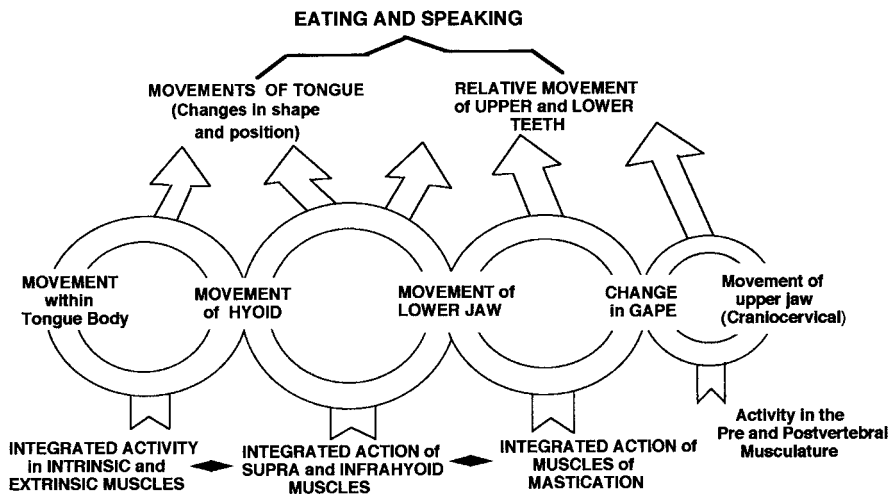 EATING AND SPEAKING
MOVEMENTS OF TONGUE
(Changes in shape
and position)
RELATIVE MOVEMENT
of UPPER and LOWER
TEETH
MOVEMENT
within
Tongue Body
MOVEMENT
of HYOID
MOVEMENT of
LOWER JAW
CHANGE
in GAPE
Movement of
upper jaw
(Craniocervical)
INTEGRATED ACTIVITY
in INTRINSIC and
EXTRINSIC MUSCLES
INTEGRATED ACTION of
SUPRA and INFRAHYOID
MUSCLES
INTEGRATED ACTION of
MUSCLES of
MASTICATION
Activity in the
Pre and Postvertebral
Musculature